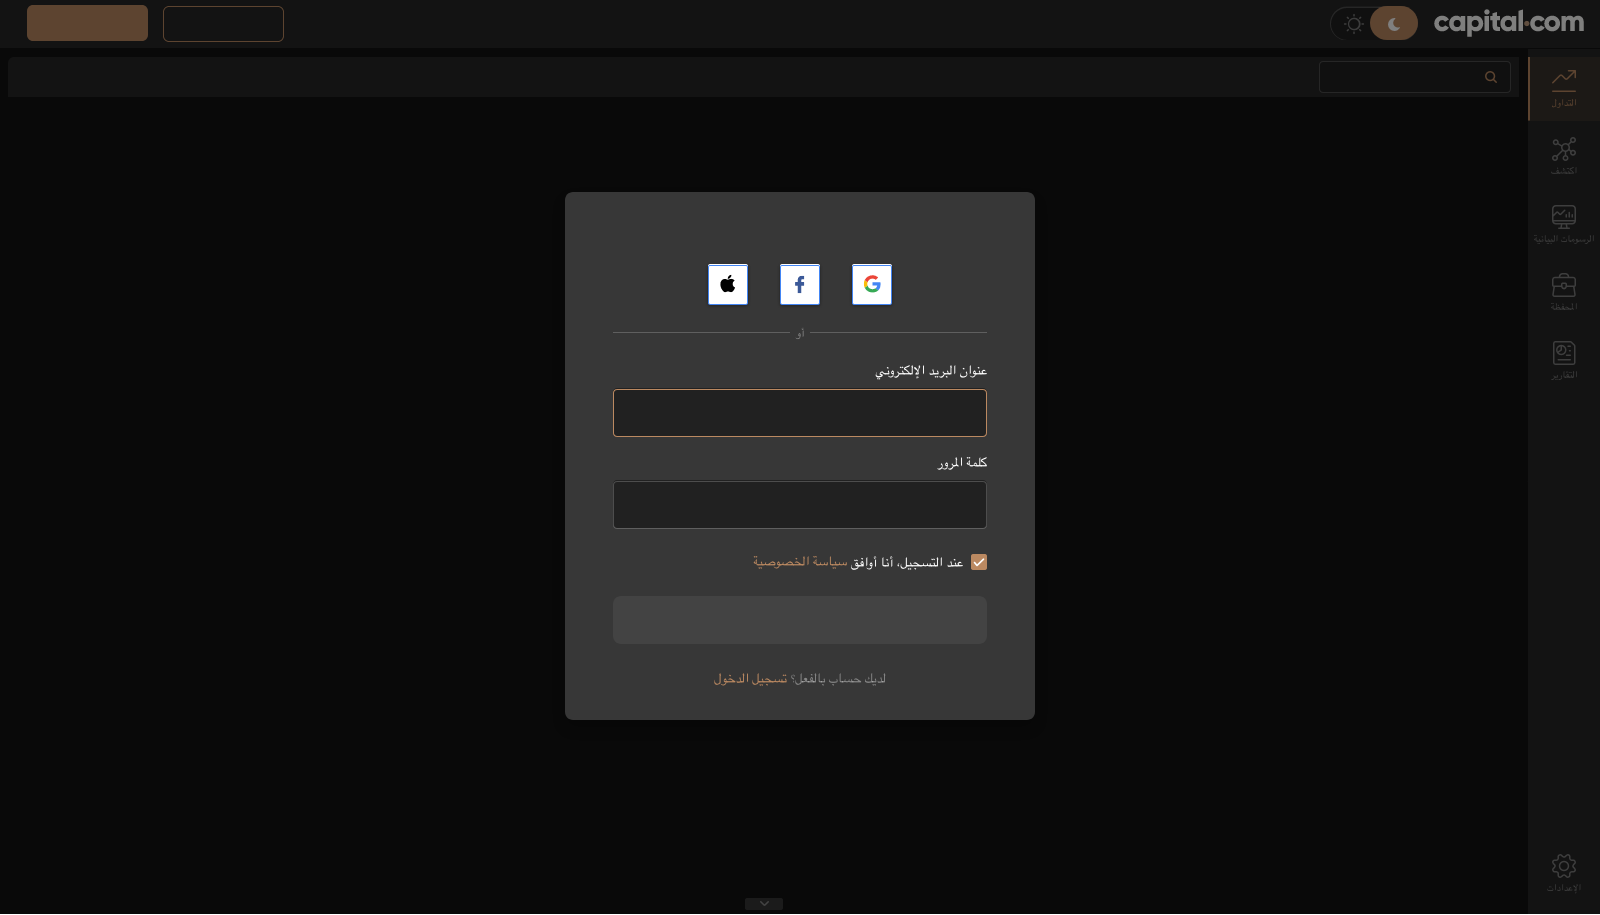 capital.com
التداول
اكتشف
الرسومات البيانية
المحفظة
التقارير
الإعدادات
أو
عنوان البريد الإلكتروني
كلمة المرور
عند التسجيل، أنا أوافق سياسة الخصوصية
لديك حساب بالفعل؟ تسجيل الدخول